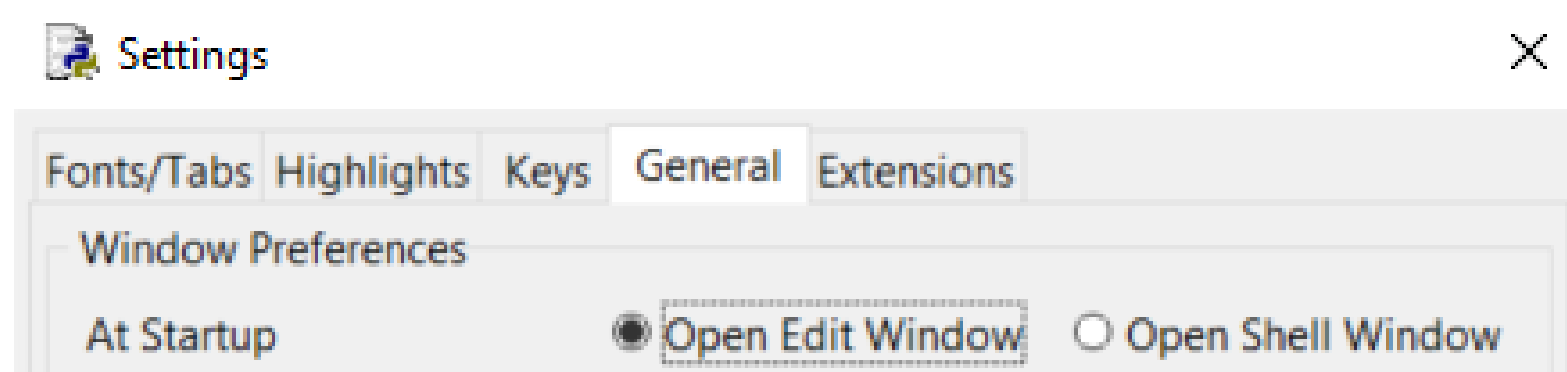 Settings
Fonts/Tabs Highlights Keys General Extensions
Window Preferences
At Startup Open Edit Window Open Shell Window